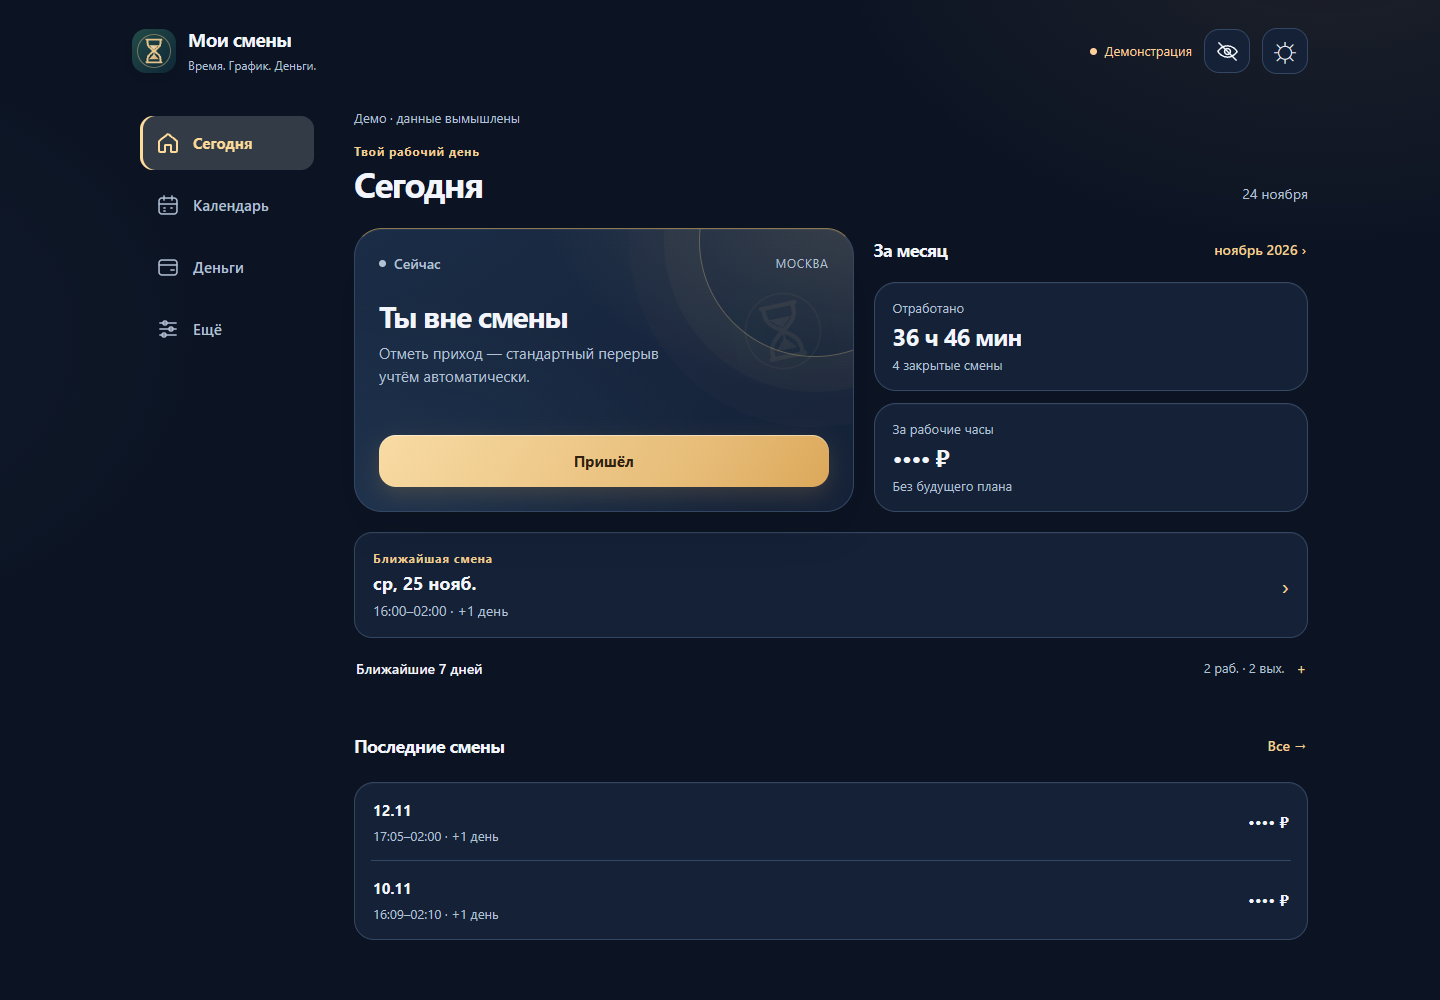 Мои смены
Время. График. Деньги.
Демонстрация
Сегодня
Календарь
Деньги
Ещё
Демо · данные вымышлены
Твой рабочий день
Сегодня
24 ноября
Сейчас
МОСКВА
Ты вне смены
Отметь приход — стандартный перерыв
учтём автоматически.
Пришёл
За месяц
ноябрь 2026 ›
Отработано
36 ч 46 мин
4 закрытые смены
За рабочие часы
•••• ₽
Без будущего плана
Ближайшая смена
ср, 25 нояб.
16:00–02:00 · +1 день
›
Ближайшие 7 дней
2 раб. · 2 вых. +
Последние смены
Все →
12.11
17:05–02:00 · +1 день
•••• ₽
10.11
16:09–02:10 · +1 день
•••• ₽